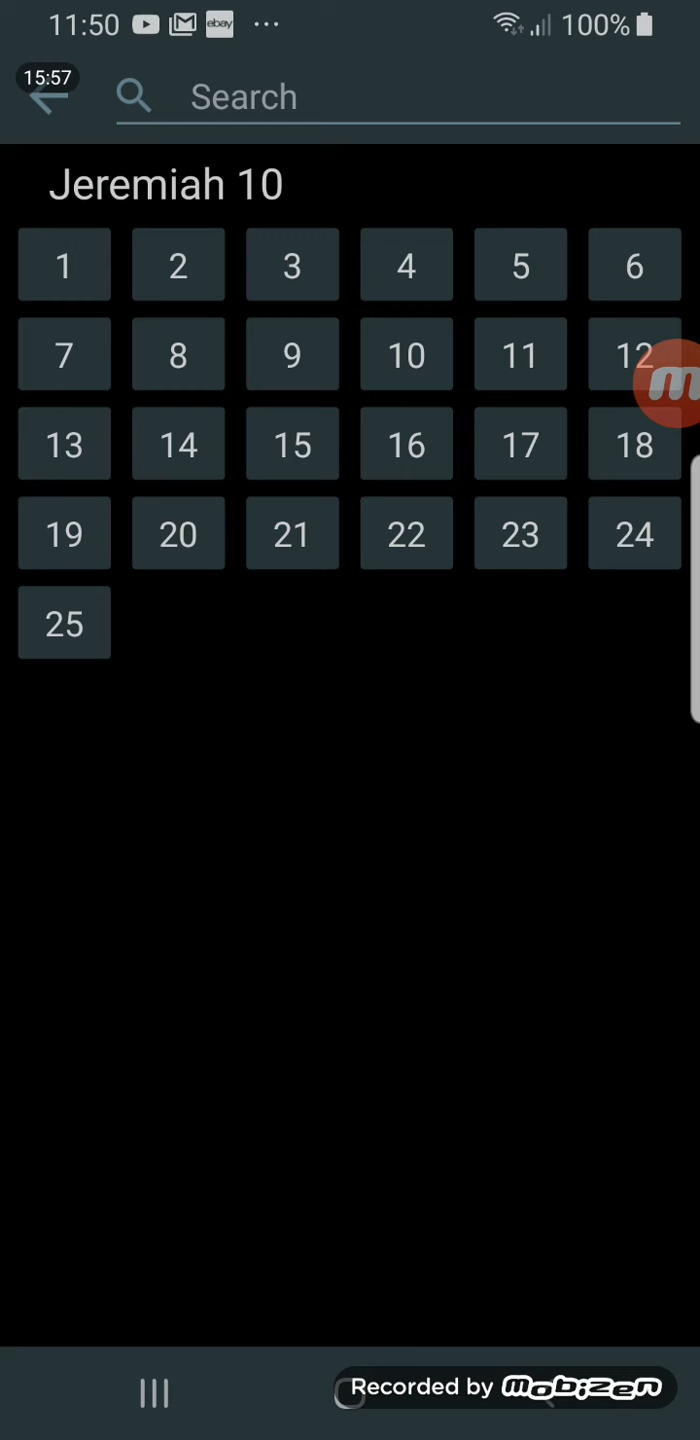 11:50 ebay ... 100%
15:57 Search
Jeremiah 10
1 2 3 4 5 6
7 8 9 10 11 12
13 14 15 16 17 18
19 20 21 22 23 24
25
Recorded by mobizen